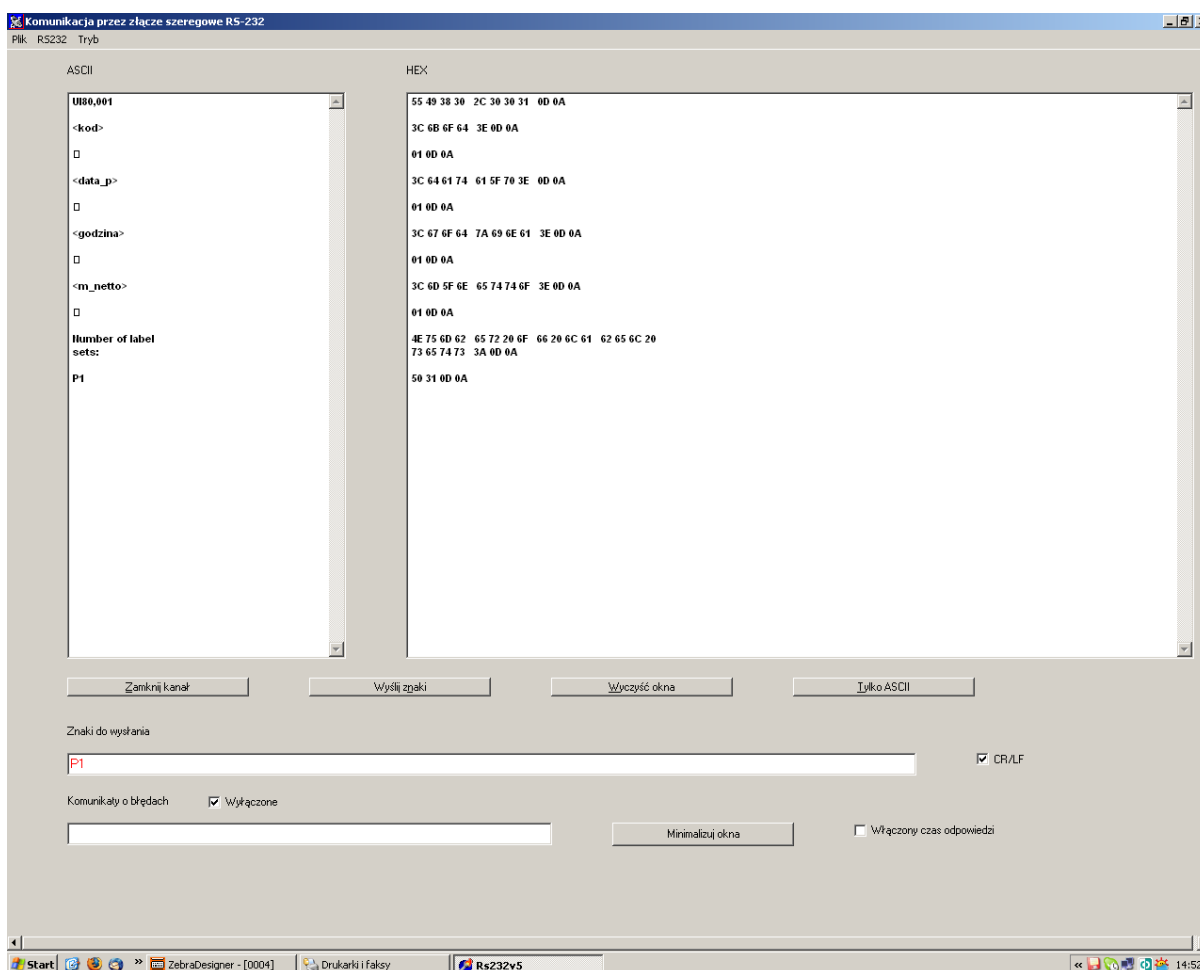 Komunikacja przez złącze szeregowe RS-232
Plik RS232 Tryb
ASCII
HEX
UI80,001
55 49 38 30 2C 30 30 31 0D 0A
<kod>
3C 6B 6F 64 3E 0D 0A
01 0D 0A
<data_p>
3C 64 61 74 61 5F 70 3E 0D 0A
01 0D 0A
<godzina>
3C 67 6F 64 7A 69 6E 61 3E 0D 0A
01 0D 0A
<m_netto>
3C 6D 5F 6E 65 74 74 6F 3E 0D 0A
01 0D 0A
Number of label
4E 75 6D 62 65 72 20 6F 66 20 6C 61 62 65 6C 20
sets:
73 65 74 73 3A 0D 0A
P1
50 31 0D 0A
Zamknij kanał
Wyślij znaki
Wyczyść okna
Tylko ASCII
Znaki do wysłania
P1
CR/LF
Komunikaty o błędach
Wyłączone
Minimalizuj okna
Włączony czas odpowiedzi
Start » ZebraDesigner - [0004] Drukarki i faksy Rs232v5 « 14:52